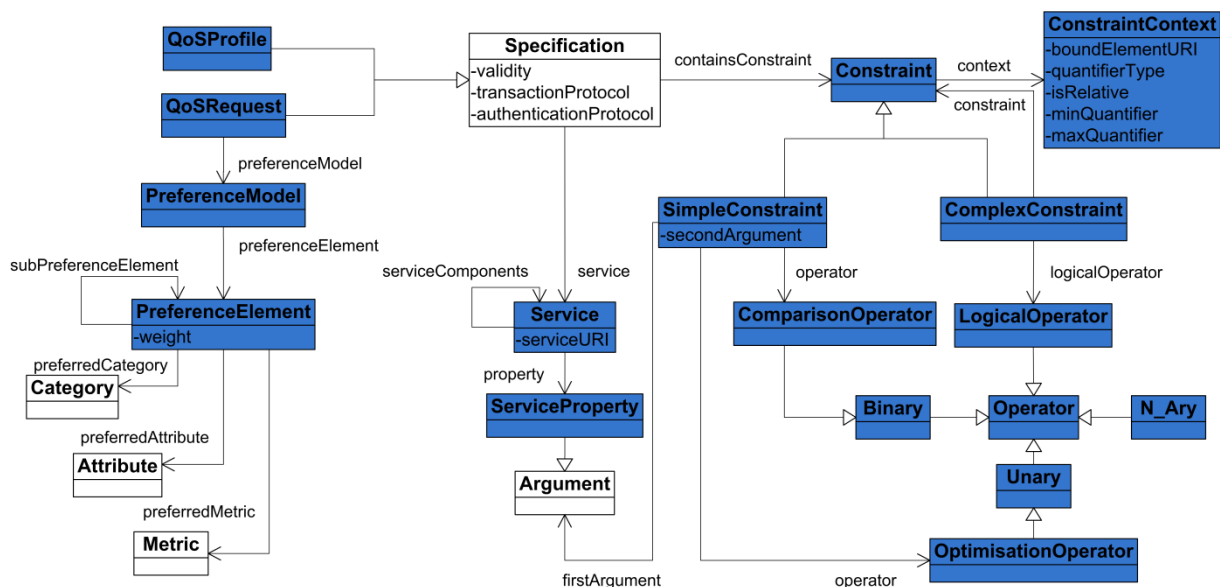 QoSProfile
QoSRequest
preferenceModel
PreferenceModel
preferenceElement
subPreferenceElement
PreferenceElement
-weight
preferredCategory
Category
preferredAttribute
Attribute
preferredMetric
Metric
Specification
-validity
-transactionProtocol
-authenticationProtocol
containsConstraint
service
serviceComponents
Service
-serviceURI
property
ServiceProperty
Argument
firstArgument
Constraint
context
constraint
ConstraintContext
-boundElementURI
-quantifierType
-isRelative
-minQuantifier
-maxQuantifier
SimpleConstraint
-secondArgument
ComplexConstraint
operator
logicalOperator
ComparisonOperator
LogicalOperator
Binary
Operator
N_Ary
Unary
OptimisationOperator
operator